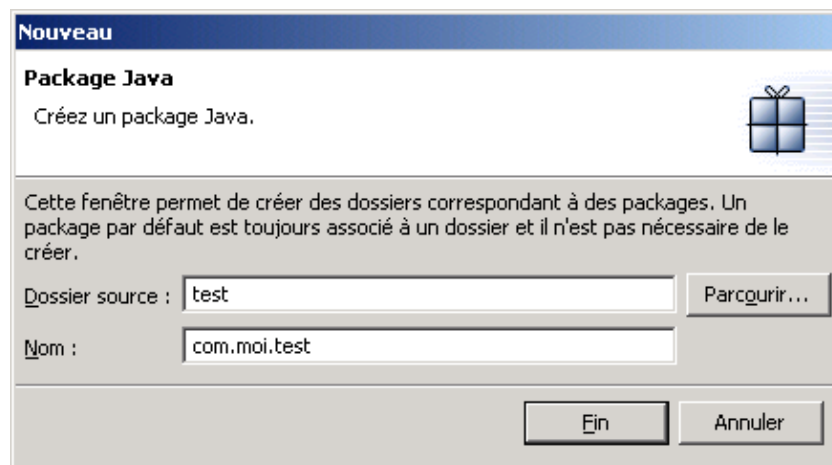 Nouveau
Package Java
Créez un package Java.
Cette fenêtre permet de créer des dossiers correspondant à des packages. Un
package par défaut est toujours associé à un dossier et il n'est pas nécessaire de le
créer.
Dossier source : test Parcourir...
Nom : com.moi.test
Fin Annuler